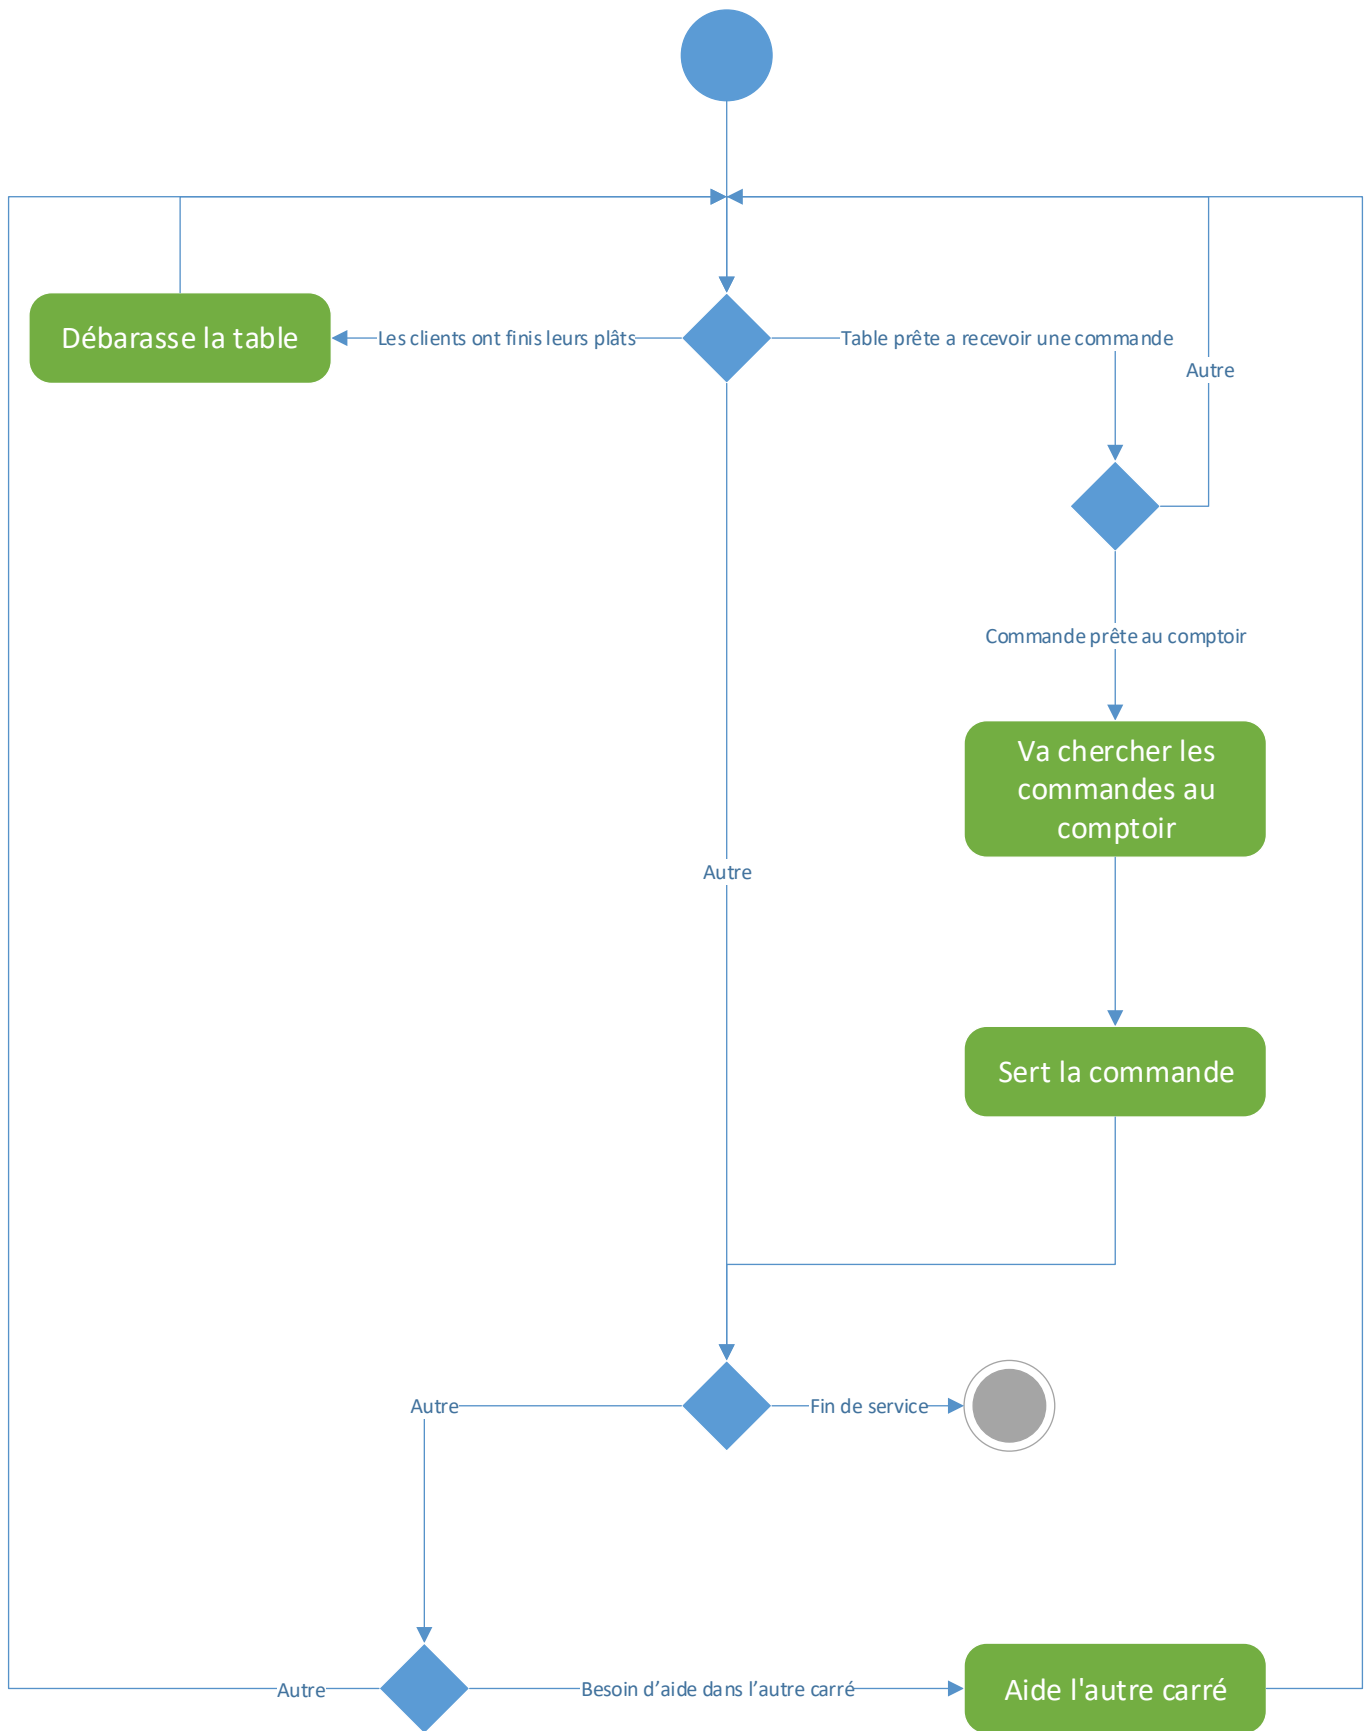 Débarasse la table
Les clients ont finis leurs plâts
Table prête a recevoir une commande
Autre
Commande prête au comptoir
Va chercher les
commandes au
comptoir
Autre
Sert la commande
Autre
Fin de service
Autre
Besoin d’aide dans l’autre carré
Aide l'autre carré